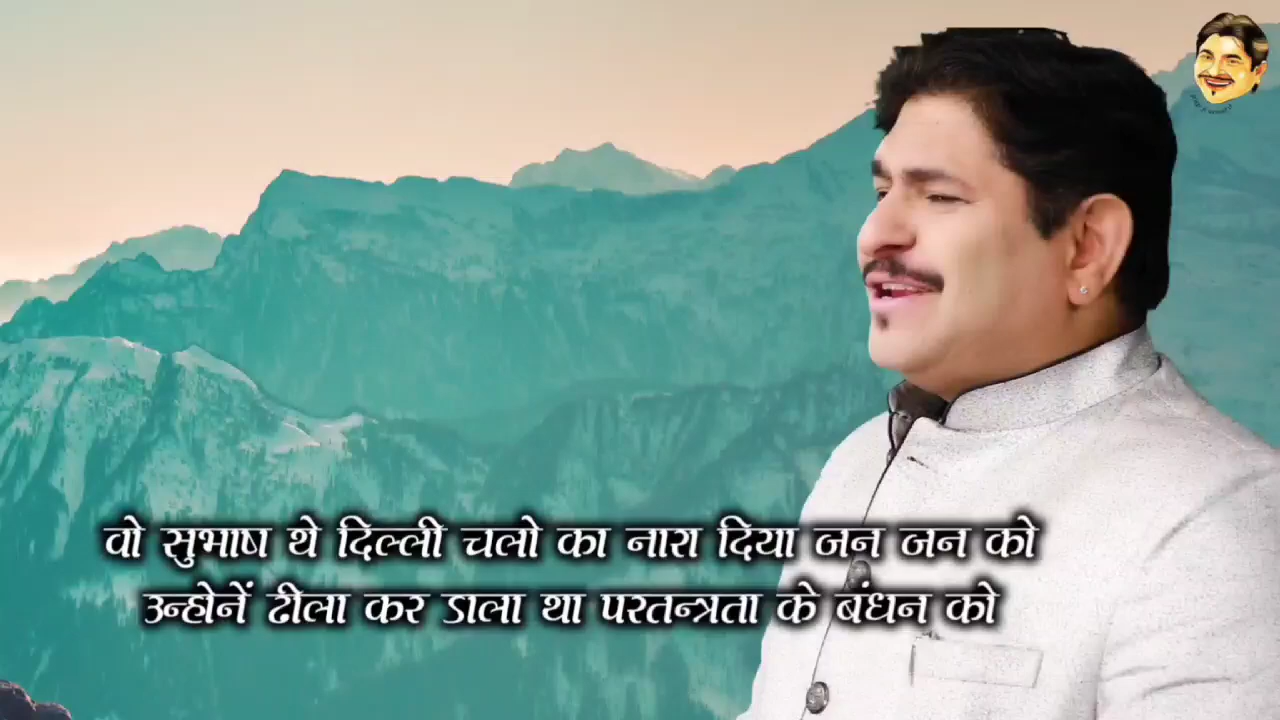 वो सुभाष थे दिल्ली चलो का नारा दिया जन जन को
उन्होनें ढीला कर डाला था परतन्त्रता के बंधन को